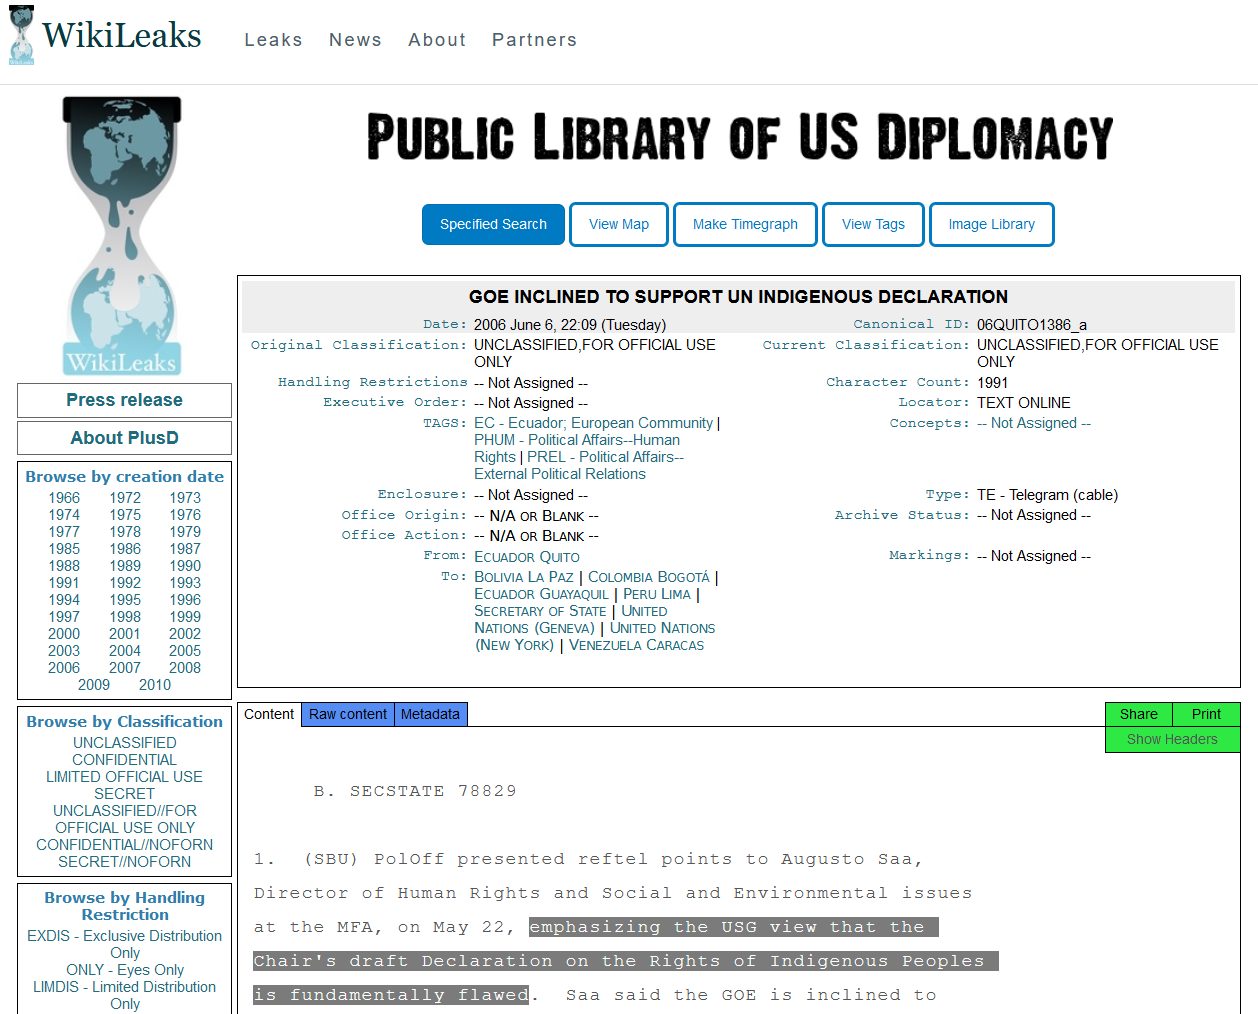 WikiLeaks
Leaks News About Partners
WikiLeaks
PUBLIC LIBRARY OF US DIPLOMACY
Specified Search View Map Make Timegraph View Tags Image Library
Press release
About PlusD
Browse by creation date
1966 1972 1973
1974 1975 1976
1977 1978 1979
1985 1986 1987
1988 1989 1990
1991 1992 1993
1994 1995 1996
1997 1998 1999
2000 2001 2002
2003 2004 2005
2006 2007 2008
2009 2010
Browse by Classification
UNCLASSIFIED
CONFIDENTIAL
LIMITED OFFICIAL USE
SECRET
UNCLASSIFIED//FOR
OFFICIAL USE ONLY
CONFIDENTIAL//NOFORN
SECRET//NOFORN
Browse by Handling
Restriction
EXDIS - Exclusive Distribution
Only
ONLY - Eyes Only
LIMDIS - Limited Distribution
Only
GOE INCLINED TO SUPPORT UN INDIGENOUS DECLARATION
Date: 2006 June 6, 22:09 (Tuesday) Canonical ID: 06QUITO1386_a
Original Classification: UNCLASSIFIED,FOR OFFICIAL USE Current Classification: UNCLASSIFIED,FOR OFFICIAL USE
ONLY ONLY
Handling Restrictions -- Not Assigned -- Character Count: 1991
Executive Order: -- Not Assigned -- Locator: TEXT ONLINE
TAGS: EC - Ecuador; European Community | Concepts: -- Not Assigned --
PHUM - Political Affairs--Human
Rights | PREL - Political Affairs--
External Political Relations
Enclosure: -- Not Assigned -- Type: TE - Telegram (cable)
Office Origin: -- N/A OR BLANK -- Archive Status: -- Not Assigned --
Office Action: -- N/A OR BLANK --
From: ECUADOR QUITO Markings: -- Not Assigned --
To: BOLIVIA LA PAZ | COLOMBIA BOGOTÁ |
ECUADOR GUAYAQUIL | PERU LIMA |
SECRETARY OF STATE | UNITED
NATIONS (GENEVA) | UNITED NATIONS
(NEW YORK) | VENEZUELA CARACAS
Content Raw content Metadata Share Print
Show Headers
B. SECSTATE 78829
1. (SBU) PolOff presented reftel points to Augusto Saa,
Director of Human Rights and Social and Environmental issues
at the MFA, on May 22, emphasizing the USG view that the
Chair's draft Declaration on the Rights of Indigenous Peoples
is fundamentally flawed. Saa said the GOE is inclined to